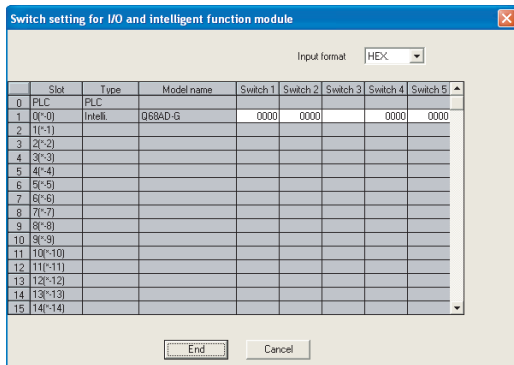 Switch setting for I/O and intelligent function module
Input format HEX.
Slot Type Model name Switch 1 Switch 2 Switch 3 Switch 4 Switch 5
0 PLC PLC
1 0(*-0) Intelli. Q68AD-G 0000 0000 0000 0000
2 1(*-1)
3 2(*-2)
4 3(*-3)
5 4(*-4)
6 5(*-5)
7 6(*-6)
8 7(*-7)
9 8(*-8)
10 9(*-9)
11 10(*-10)
12 11(*-11)
13 12(*-12)
14 13(*-13)
15 14(*-14)
End Cancel